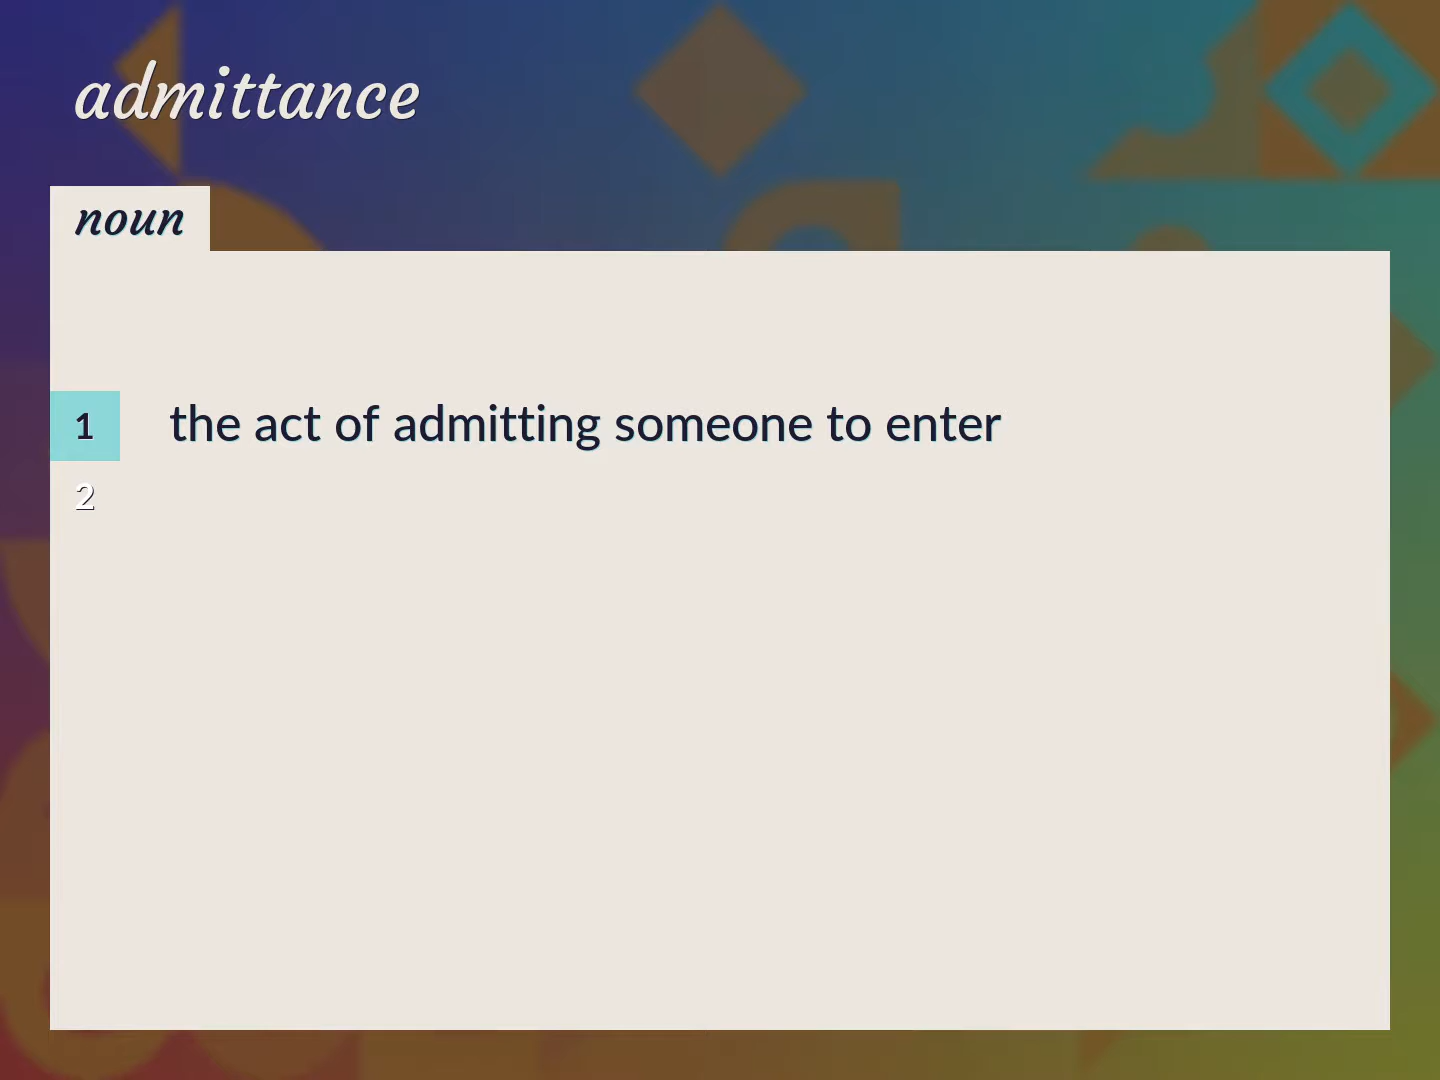 admittance
noun
1 the act of admitting someone to enter
2